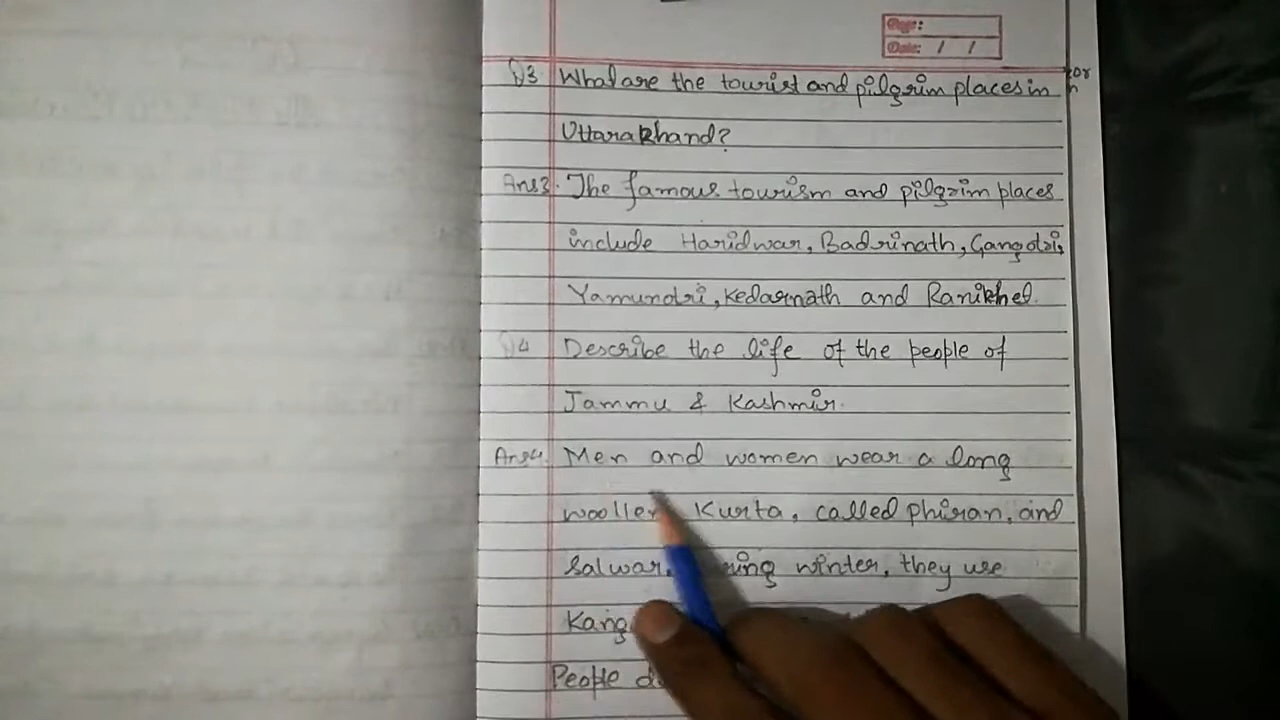 Page:
Date: / /
Q3 What are the tourist and pilgrim places in
Uttarakhand?
Ans3. The famous tourism and pilgrim places
include Haridwar, Badrinath, Gangotri,
Yamunotri, Kedarnath and Ranikhet.
Q4 Describe the life of the people of
Jammu & Kashmir.
Ans4. Men and women wear a long
woollen Kurta, called phiran, and
Salwar. winter, they use
People